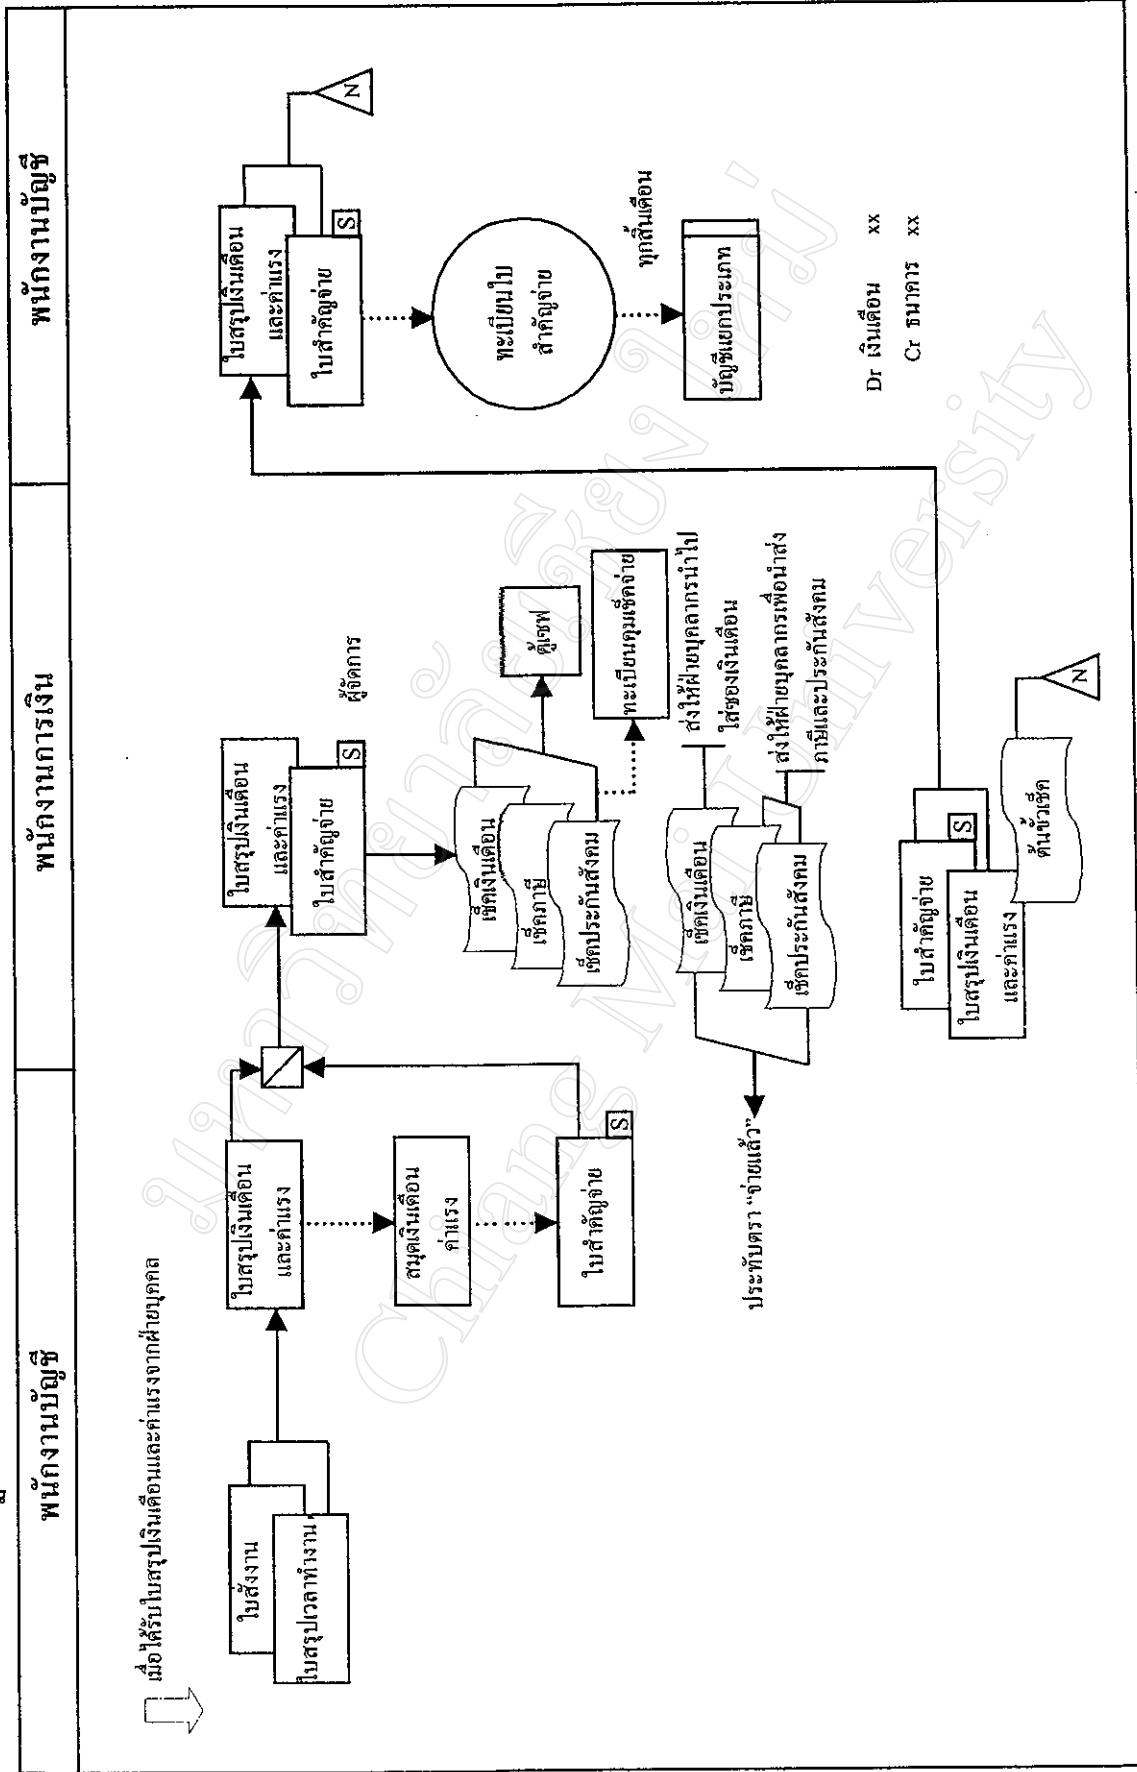 พนักงานบัญชี
พนักงานการเงิน
พนักงานบัญชี
เมื่อได้รับใบสรุปเงินเดือนและค่าแรงจากฝ่ายบุคคล
ใบสั่งงาน
ใบสรุปเวลาทำงาน
ใบสรุปเงินเดือน
และค่าแรง
สมุดเงินเดือน
ค่าแรง
ใบสำคัญจ่าย
S
ใบสรุปเงินเดือน
และค่าแรง
ใบสำคัญจ่าย
S
ผู้จัดการ
เช็คเงินเดือน
เช็คภาษี
เช็คประกันสังคม
ตู้เซฟ
ทะเบียนคุมเช็คจ่าย
เช็คเงินเดือน
เช็คภาษี
เช็คประกันสังคม
ส่งให้ฝ่ายบุคลากรนำไป
ใส่ซองเงินเดือน
ส่งให้ฝ่ายบุคลากรเพื่อนำส่ง
ภาษีและประกันสังคม
ประทับตรา “จ่ายแล้ว”
ใบสำคัญจ่าย
S
ใบสรุปเงินเดือน
และค่าแรง
ต้นขั้วเช็ค
N
ใบสรุปเงินเดือน
และค่าแรง
ใบสำคัญจ่าย
S
N
ทะเบียนใบ
สำคัญจ่าย
ทุกสิ้นเดือน
บัญชีแยกประเภท
Dr เงินเดือน xx
Cr ธนาคาร xx
มหาวิทยาลัยเชียงใหม่
Chiang Mai University